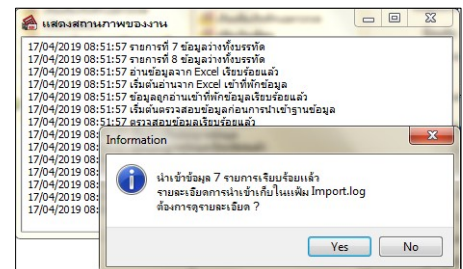 แสดงสถานภาพของงาน
17/04/2019 08:51:57 รายการที่ 7 ข้อมูลว่างทั้งบรรทัด
17/04/2019 08:51:57 รายการที่ 8 ข้อมูลว่างทั้งบรรทัด
17/04/2019 08:51:57 อ่านข้อมูลจาก Excel เรียบร้อยแล้ว
17/04/2019 08:51:57 เริ่มต้นอ่านจาก Excel เข้าที่พักข้อมูล
17/04/2019 08:51:57 ข้อมูลถูกอ่านเข้าที่พักข้อมูลเรียบร้อยแล้ว
17/04/2019 08:51:57 เริ่มต้นตรวจสอบข้อมูลก่อนการนำเข้าฐานข้อมูล
17/04/2019 08:51:57 ตรวจสอบข้อมูลเรียบร้อยแล้ว
17/04/2019 08:
17/04/2019 08:
17/04/2019 08:
17/04/2019 08:
17/04/2019 08:
17/04/2019 08:
Information
นำเข้าข้อมูล 7 รายการเรียบร้อยแล้ว
รายละเอียดการนำเข้าเก็บในแฟ้ม Import.log
ต้องการดูรายละเอียด ?
Yes No